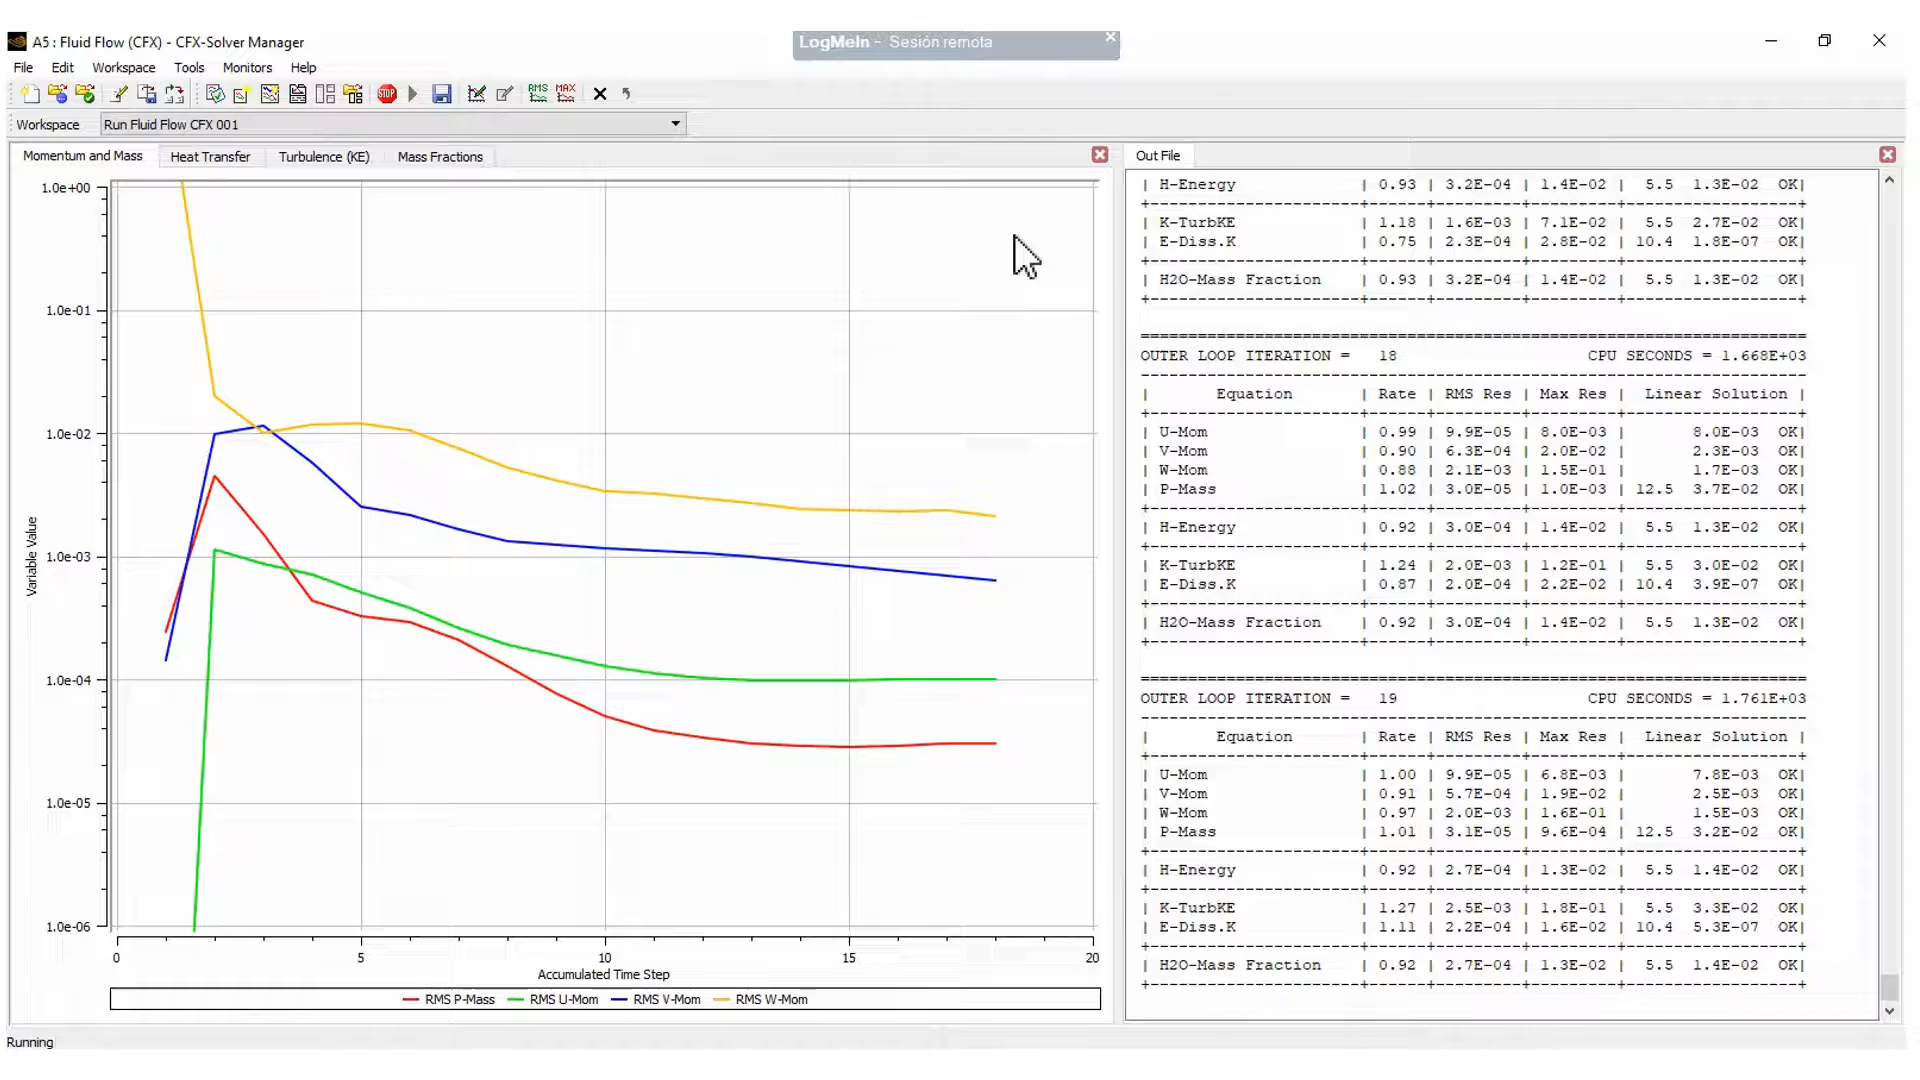 A5 : Fluid Flow (CFX) - CFX-Solver Manager
LogMeIn - Sesión remota
File Edit Workspace Tools Monitors Help
STOP RMS MAX
Workspace Run Fluid Flow CFX 001
Momentum and Mass Heat Transfer Turbulence (KE) Mass Fractions
1.0e+00
1.0e-01
1.0e-02
1.0e-03
1.0e-04
1.0e-05
1.0e-06
Variable Value
0 5 10 15 20
Accumulated Time Step
RMS P-Mass RMS U-Mom RMS V-Mom RMS W-Mom
Out File
| H-Energy | 0.93 | 3.2E-04 | 1.4E-02 | 5.5 1.3E-02 OK|
+----------------------+------+---------+---------+------------------+
| K-TurbKE | 1.18 | 1.6E-03 | 7.1E-02 | 5.5 2.7E-02 OK|
| E-Diss.K | 0.75 | 2.3E-04 | 2.8E-02 | 10.4 1.8E-07 OK|
+----------------------+------+---------+---------+------------------+
| H2O-Mass Fraction | 0.93 | 3.2E-04 | 1.4E-02 | 5.5 1.3E-02 OK|
+----------------------+------+---------+---------+------------------+
======================================================================
OUTER LOOP ITERATION = 18 CPU SECONDS = 1.668E+03
----------------------------------------------------------------------
| Equation | Rate | RMS Res | Max Res | Linear Solution |
+----------------------+------+---------+---------+------------------+
| U-Mom | 0.99 | 9.9E-05 | 8.0E-03 | 8.0E-03 OK|
| V-Mom | 0.90 | 6.3E-04 | 2.0E-02 | 2.3E-03 OK|
| W-Mom | 0.88 | 2.1E-03 | 1.5E-01 | 1.7E-03 OK|
| P-Mass | 1.02 | 3.0E-05 | 1.0E-03 | 12.5 3.7E-02 OK|
+----------------------+------+---------+---------+------------------+
| H-Energy | 0.92 | 3.0E-04 | 1.4E-02 | 5.5 1.3E-02 OK|
+----------------------+------+---------+---------+------------------+
| K-TurbKE | 1.24 | 2.0E-03 | 1.2E-01 | 5.5 3.0E-02 OK|
| E-Diss.K | 0.87 | 2.0E-04 | 2.2E-02 | 10.4 3.9E-07 OK|
+----------------------+------+---------+---------+------------------+
| H2O-Mass Fraction | 0.92 | 3.0E-04 | 1.4E-02 | 5.5 1.3E-02 OK|
+----------------------+------+---------+---------+------------------+
======================================================================
OUTER LOOP ITERATION = 19 CPU SECONDS = 1.761E+03
----------------------------------------------------------------------
| Equation | Rate | RMS Res | Max Res | Linear Solution |
+----------------------+------+---------+---------+------------------+
| U-Mom | 1.00 | 9.9E-05 | 6.8E-03 | 7.8E-03 OK|
| V-Mom | 0.91 | 5.7E-04 | 1.9E-02 | 2.5E-03 OK|
| W-Mom | 0.97 | 2.0E-03 | 1.6E-01 | 1.5E-03 OK|
| P-Mass | 1.01 | 3.1E-05 | 9.6E-04 | 12.5 3.2E-02 OK|
+----------------------+------+---------+---------+------------------+
| H-Energy | 0.92 | 2.7E-04 | 1.3E-02 | 5.5 1.4E-02 OK|
+----------------------+------+---------+---------+------------------+
| K-TurbKE | 1.27 | 2.5E-03 | 1.8E-01 | 5.5 3.3E-02 OK|
| E-Diss.K | 1.11 | 2.2E-04 | 1.6E-02 | 10.4 5.3E-07 OK|
+----------------------+------+---------+---------+------------------+
| H2O-Mass Fraction | 0.92 | 2.7E-04 | 1.3E-02 | 5.5 1.4E-02 OK|
+----------------------+------+---------+---------+------------------+
Running